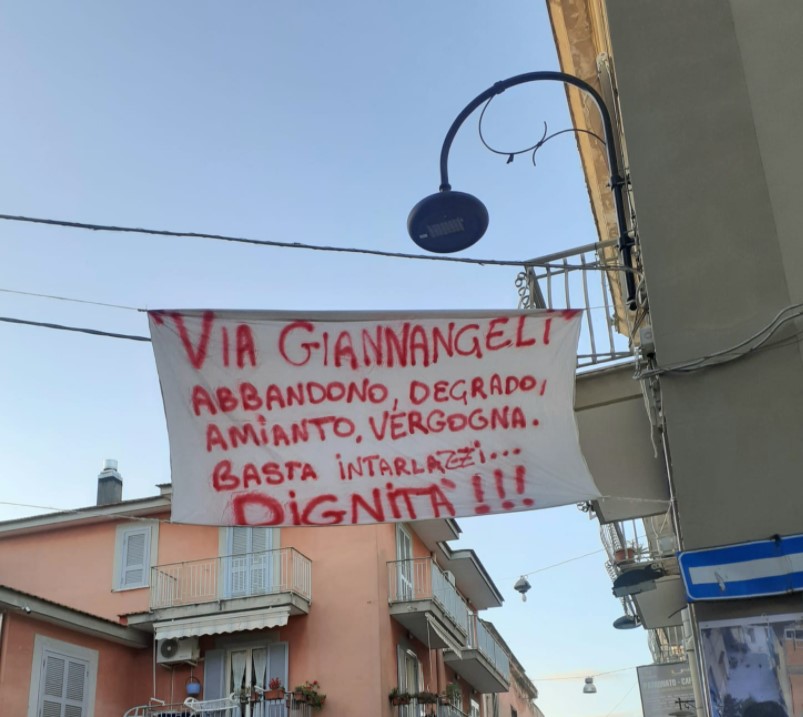 "VIA GIANNANGELI"
ABBANDONO, DEGRADO,
AMIANTO, VERGOGNA.
BASTA INTARLAZZI...
DIGNITÀ!!!